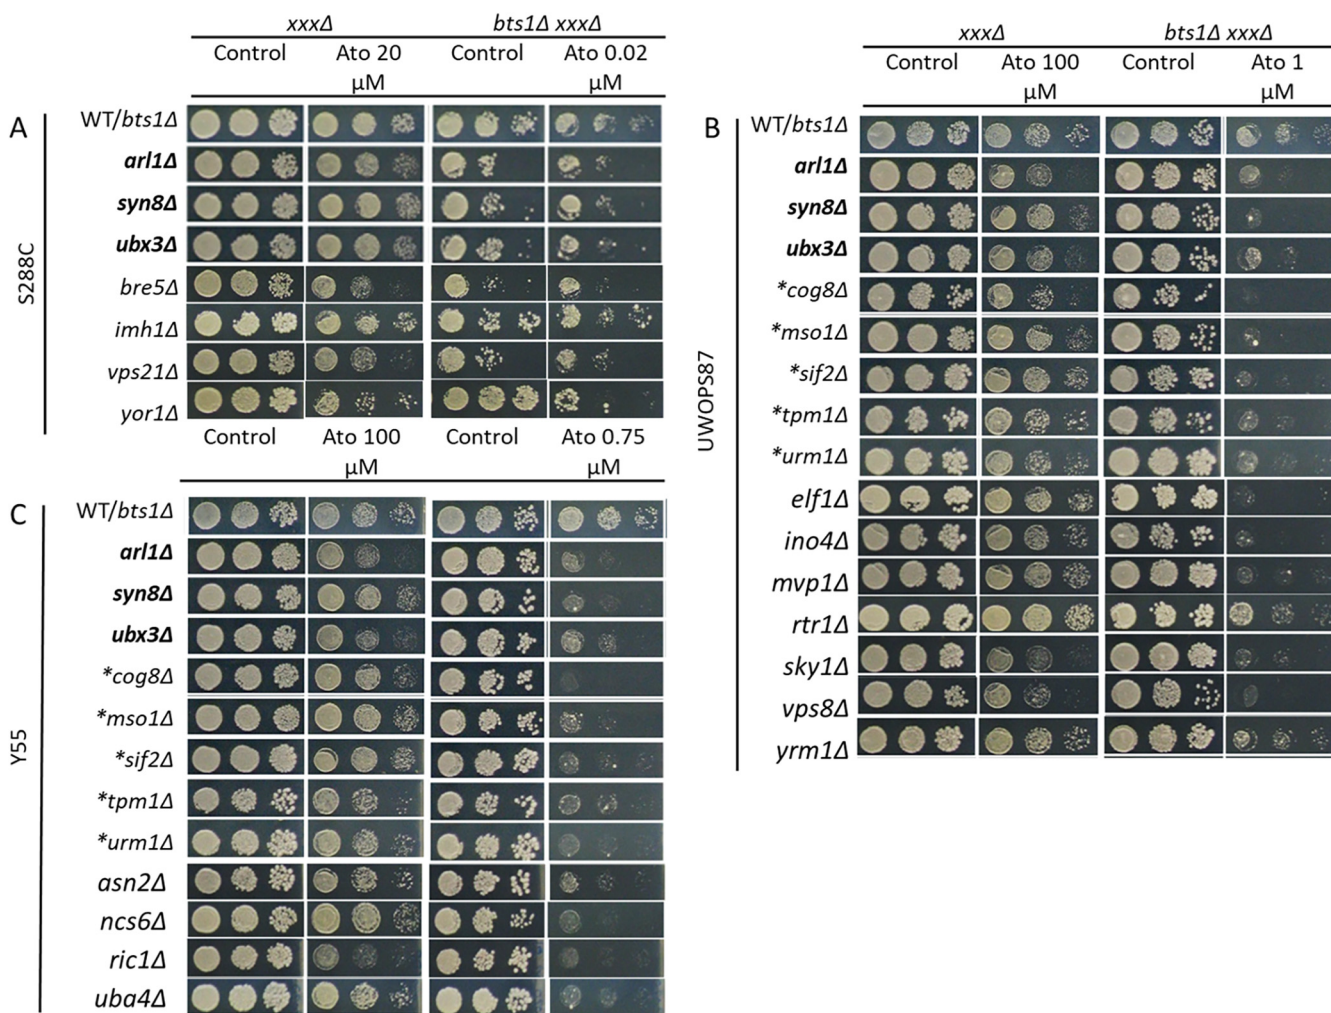 xxxΔ bts1Δ xxxΔ
Control Ato 20 μM Control Ato 0.02 μM
A
S288C
WT/bts1Δ
arl1Δ
syn8Δ
ubx3Δ
bre5Δ
imh1Δ
vps21Δ
yor1Δ
Control Ato 100 μM Control Ato 0.75 μM
C
Y55
WT/bts1Δ
arl1Δ
syn8Δ
ubx3Δ
*cog8Δ
*mso1Δ
*sif2Δ
*tpm1Δ
*urm1Δ
asn2Δ
ncs6Δ
ric1Δ
uba4Δ
xxxΔ bts1Δ xxxΔ
Control Ato 100 μM Control Ato 1 μM
B
UWOPS87
WT/bts1Δ
arl1Δ
syn8Δ
ubx3Δ
*cog8Δ
*mso1Δ
*sif2Δ
*tpm1Δ
*urm1Δ
elf1Δ
ino4Δ
mvp1Δ
rtr1Δ
sky1Δ
vps8Δ
yrm1Δ